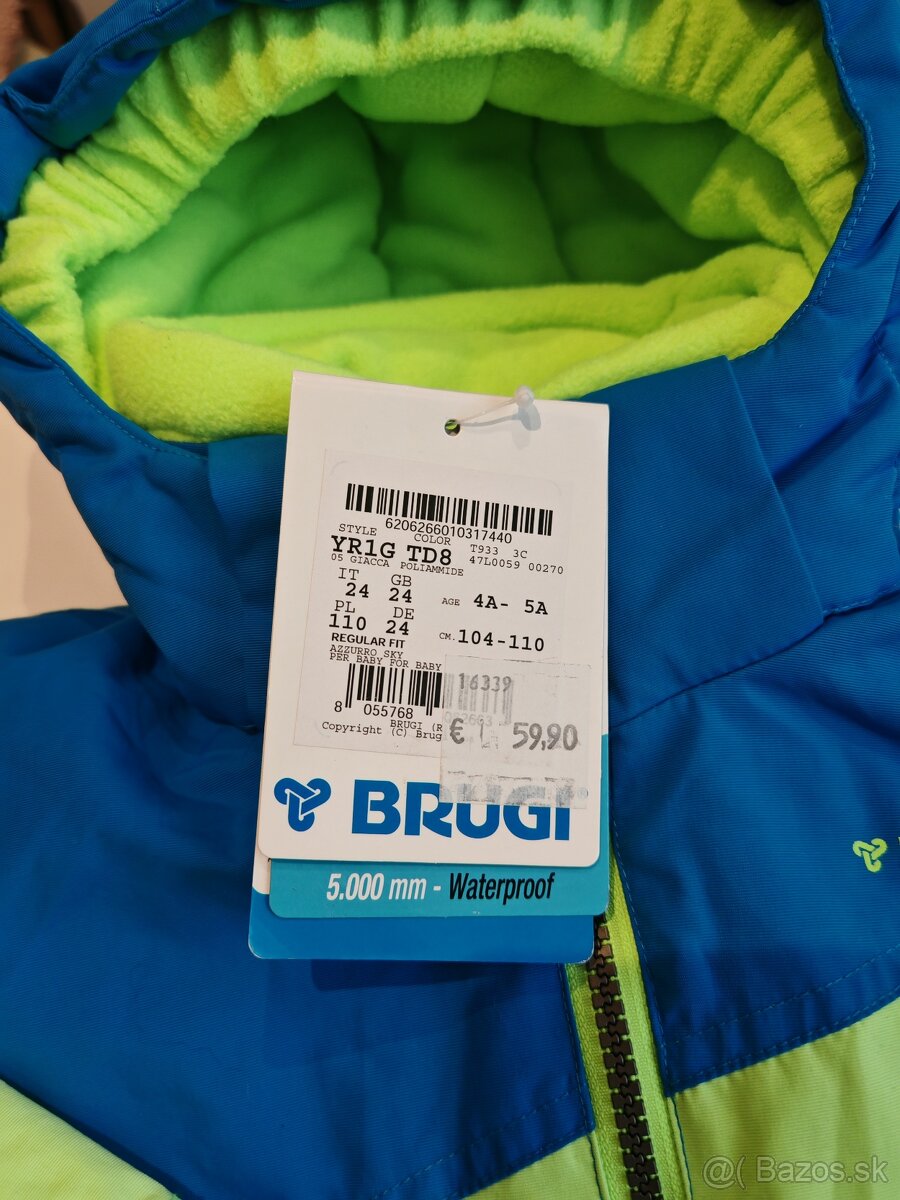 6206266010317440
STYLE COLOR T933 3C
YR1G TD8 47L0059 00270
05 GIACCA POLIAMMIDE
IT GB
24 24 AGE 4A- 5A
PL DE
110 24 CM. 104-110
REGULAR FIT
AZZURRO SKY
PER BABY FOR BABY
16339
8 055768
BRUGI (R
Copyright (C) Brug
€ 59,90
BRUGI
5.000 mm - Waterproof
@( Bazos.sk